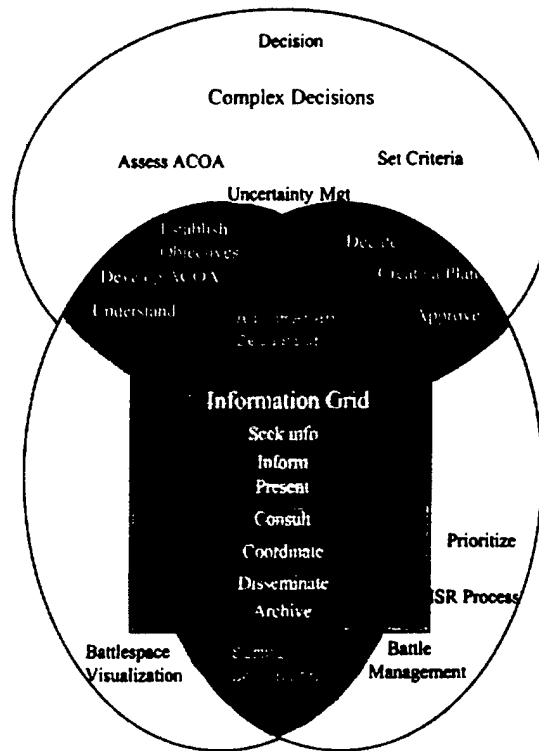 Decision
Complex Decisions
Assess ACOA
Set Criteria
Uncertainty Mgt
Establish
Objectives
Decide
Develop ACOA
Create a Plan
Understand
Approve
Information Grid
Seek info
Inform
Present
Consult
Coordinate
Disseminate
Archive
Prioritize
ISR Process
Battlespace
Visualization
Battle
Management